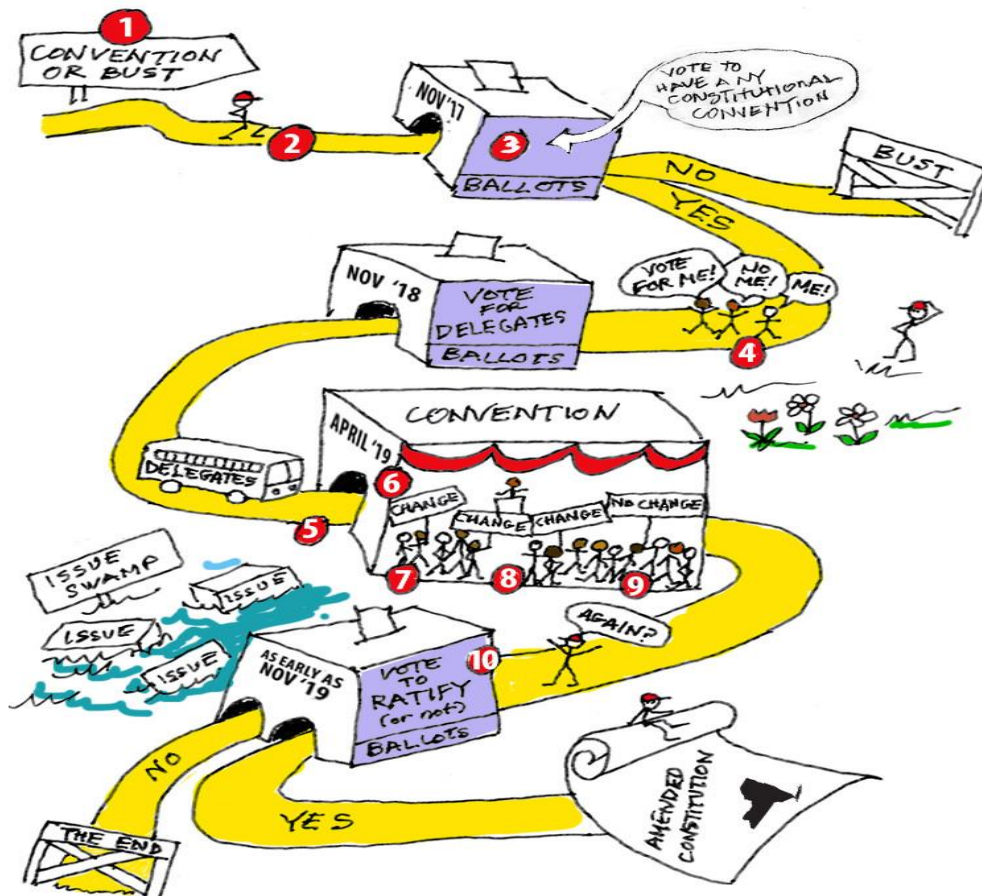 1
CONVENTION
OR BUST
2
NOV '17
3
BALLOTS
VOTE TO
HAVE ANY
CONSTITUTIONAL
CONVENTION
NO
BUST
YES
NOV '18
VOTE
FOR
DELEGATES
BALLOTS
VOTE
FOR ME!
NO
ME!
ME!
4
CONVENTION
APRIL '19
DELEGATES
5
6
CHANGE
CHANGE
CHANGE
NO CHANGE
7
8
9
ISSUE
SWAMP
ISSUE
ISSUE
ISSUE
AGAIN?
AS EARLY AS
NOV '19
10
VOTE
TO
RATIFY
(or not)
BALLOTS
NO
THE END
YES
AMENDED
CONSTITUTION